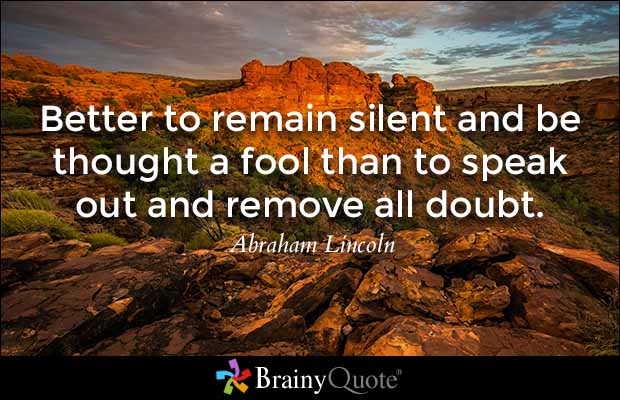 Better to remain silent and be
thought a fool than to speak
out and remove all doubt.
Abraham Lincoln
BrainyQuote®